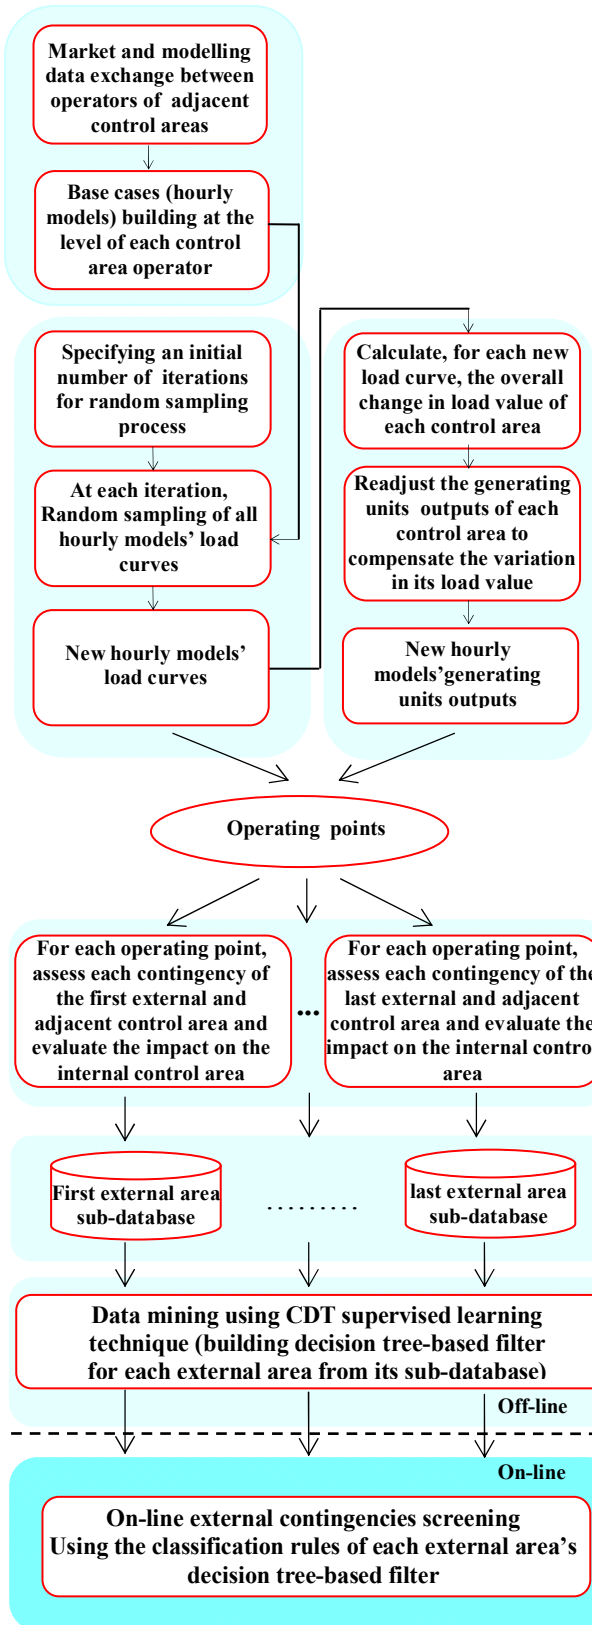 Market and modelling
data exchange between
operators of adjacent
control areas
Base cases (hourly
models) building at the
level of each control
area operator
Specifying an initial
number of iterations
for random sampling
process
At each iteration,
Random sampling of all
hourly models' load
curves
New hourly models'
load curves
Calculate, for each new
load curve, the overall
change in load value of
each control area
Readjust the generating
units outputs of each
control area to
compensate the variation
in its load value
New hourly
models'generating
units outputs
Operating points
For each operating point,
assess each contingency of
the first external and
adjacent control area and
evaluate the impact on the
internal control area
...
For each operating point,
assess each contingency of the
last external and adjacent
control area and evaluate the
impact on the internal control
area
First external area
sub-database
.........
last external area
sub-database
Data mining using CDT supervised learning
technique (building decision tree-based filter
for each external area from its sub-database)
Off-line
On-line
On-line external contingencies screening
Using the classification rules of each external area's
decision tree-based filter